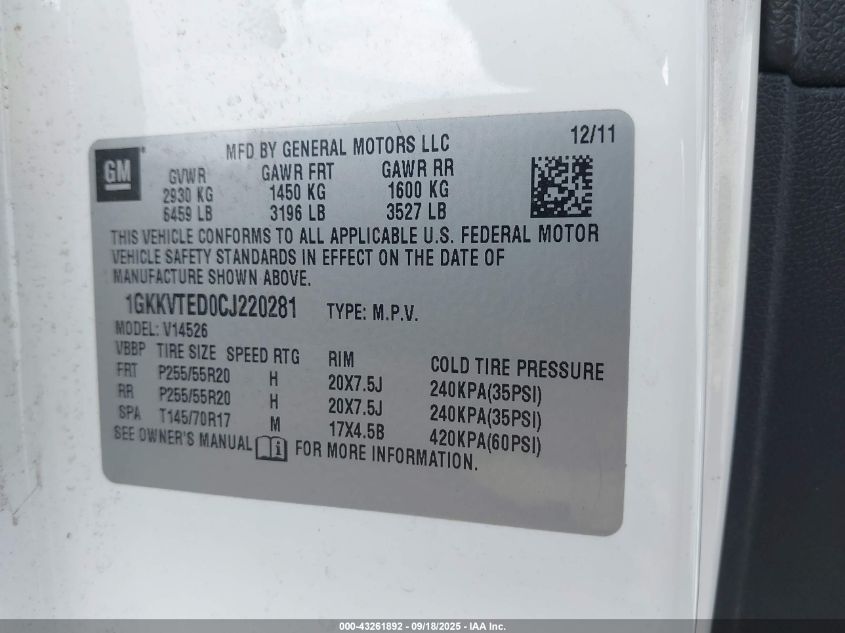 GM
MFD BY GENERAL MOTORS LLC 12/11
GVWR GAWR FRT GAWR RR
2930 KG 1450 KG 1600 KG
6459 LB 3196 LB 3527 LB
THIS VEHICLE CONFORMS TO ALL APPLICABLE U.S. FEDERAL MOTOR
VEHICLE SAFETY STANDARDS IN EFFECT ON THE DATE OF
MANUFACTURE SHOWN ABOVE.
1GKKVTED0CJ220281 TYPE: M.P.V.
MODEL: V14526
VBBP TIRE SIZE SPEED RTG RIM COLD TIRE PRESSURE
FRT P255/55R20 H 20X7.5J 240KPA(35PSI)
RR P255/55R20 H 20X7.5J 240KPA(35PSI)
SPA T145/70R17 M 17X4.5B 420KPA(60PSI)
SEE OWNER'S MANUAL i FOR MORE INFORMATION.
000-43261892 - 09/18/2025 - IAA Inc.